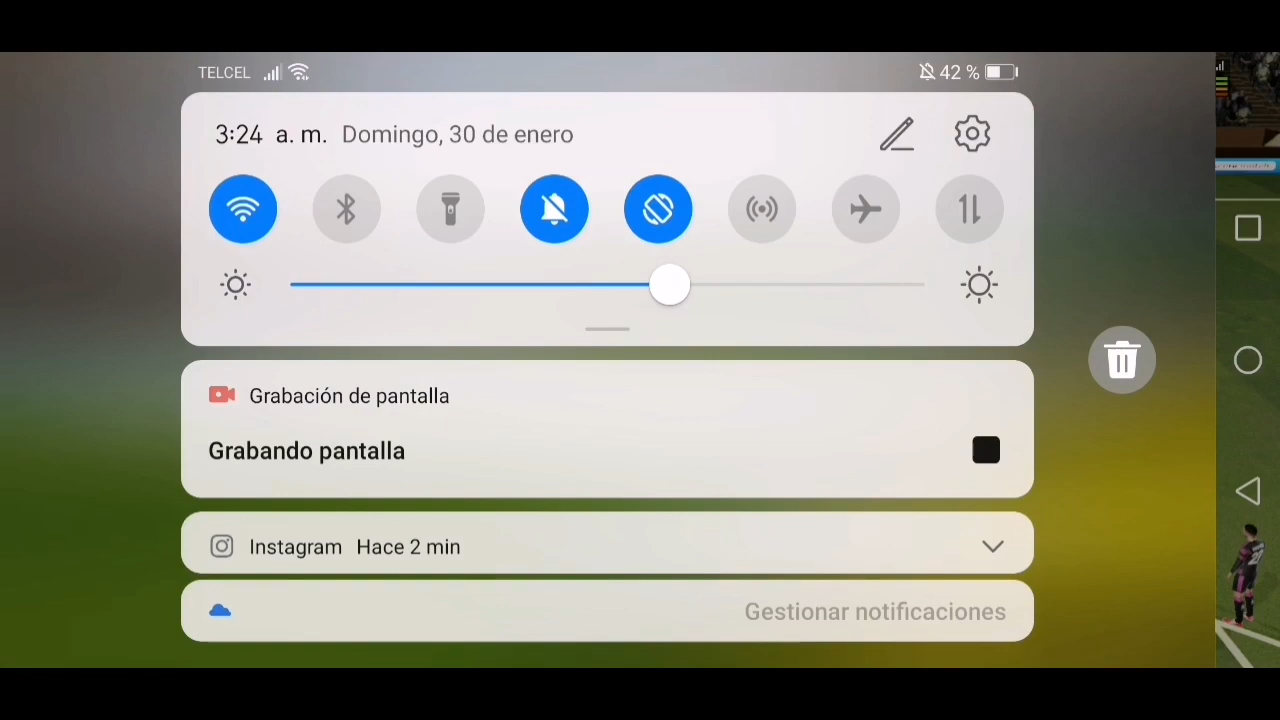 TELCEL
42 %
3:24 a. m. Domingo, 30 de enero
Grabación de pantalla
Grabando pantalla
Instagram Hace 2 min
Gestionar notificaciones